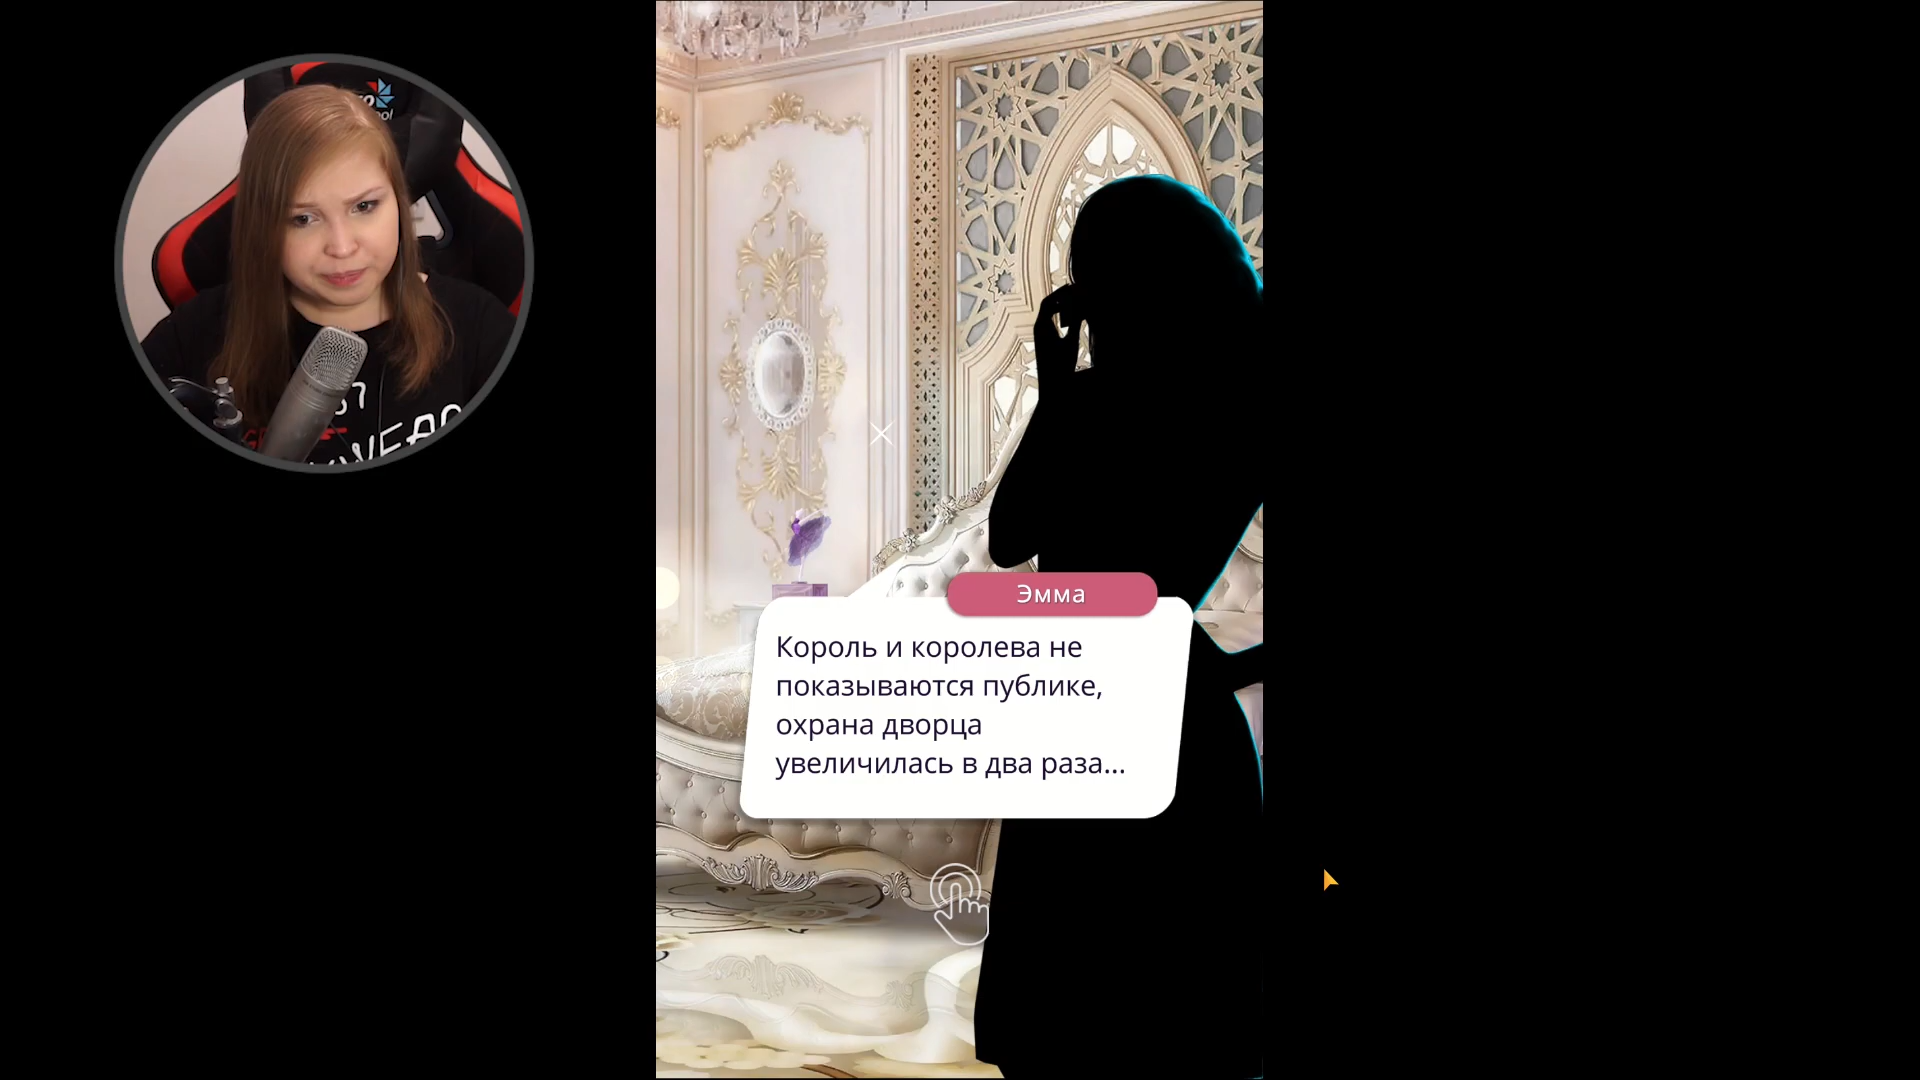 Эмма
Король и королева не
показываются публике,
охрана дворца
увеличилась в два раза...